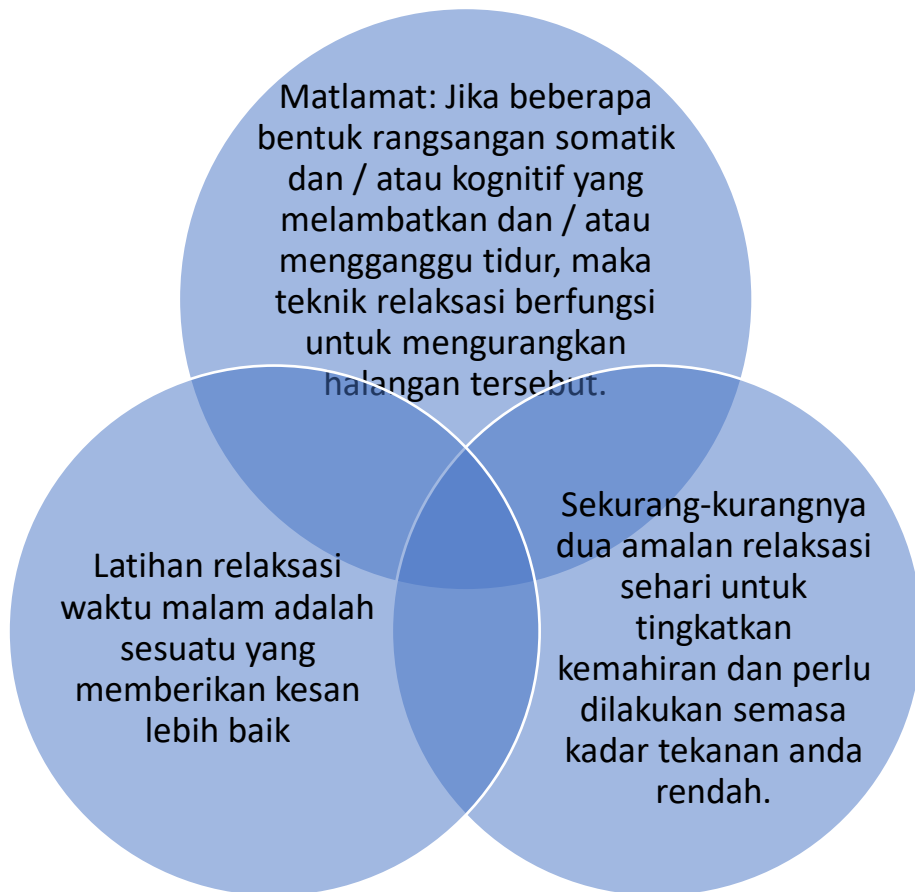 Matlamat: Jika beberapa
bentuk rangsangan somatik
dan / atau kognitif yang
melambatkan dan / atau
mengganggu tidur, maka
teknik relaksasi berfungsi
untuk mengurangkan
halangan tersebut.
Latihan relaksasi
waktu malam adalah
sesuatu yang
memberikan kesan
lebih baik
Sekurang-kurangnya
dua amalan relaksasi
sehari untuk
tingkatkan
kemahiran dan perlu
dilakukan semasa
kadar tekanan anda
rendah.